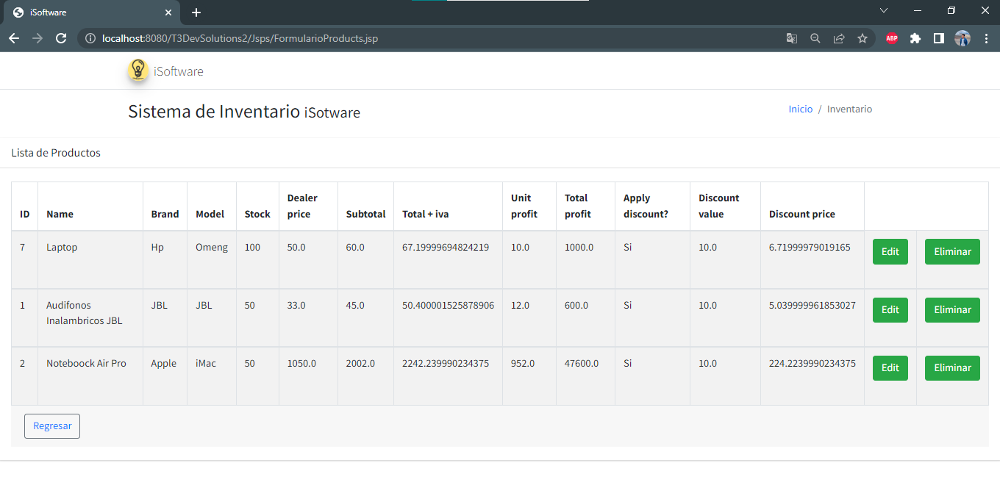 iSoftware
localhost:8080/T3DevSolutions2/Jsps/FormularioProducts.jsp
ABP
iSoftware
Sistema de Inventario iSotware
Inicio / Inventario
Lista de Productos
ID Name Brand Model Stock Dealer price Subtotal Total + iva Unit profit Total profit Apply discount? Discount value Discount price
7 Laptop Hp Omeng 100 50.0 60.0 67.19999694824219 10.0 1000.0 Si 10.0 6.71999979019165 Edit Eliminar
1 Audifonos Inalambricos JBL JBL JBL 50 33.0 45.0 50.400001525878906 12.0 600.0 Si 10.0 5.039999961853027 Edit Eliminar
2 Noteboock Air Pro Apple iMac 50 1050.0 2002.0 2242.239990234375 952.0 47600.0 Si 10.0 224.2239990234375 Edit Eliminar
Regresar